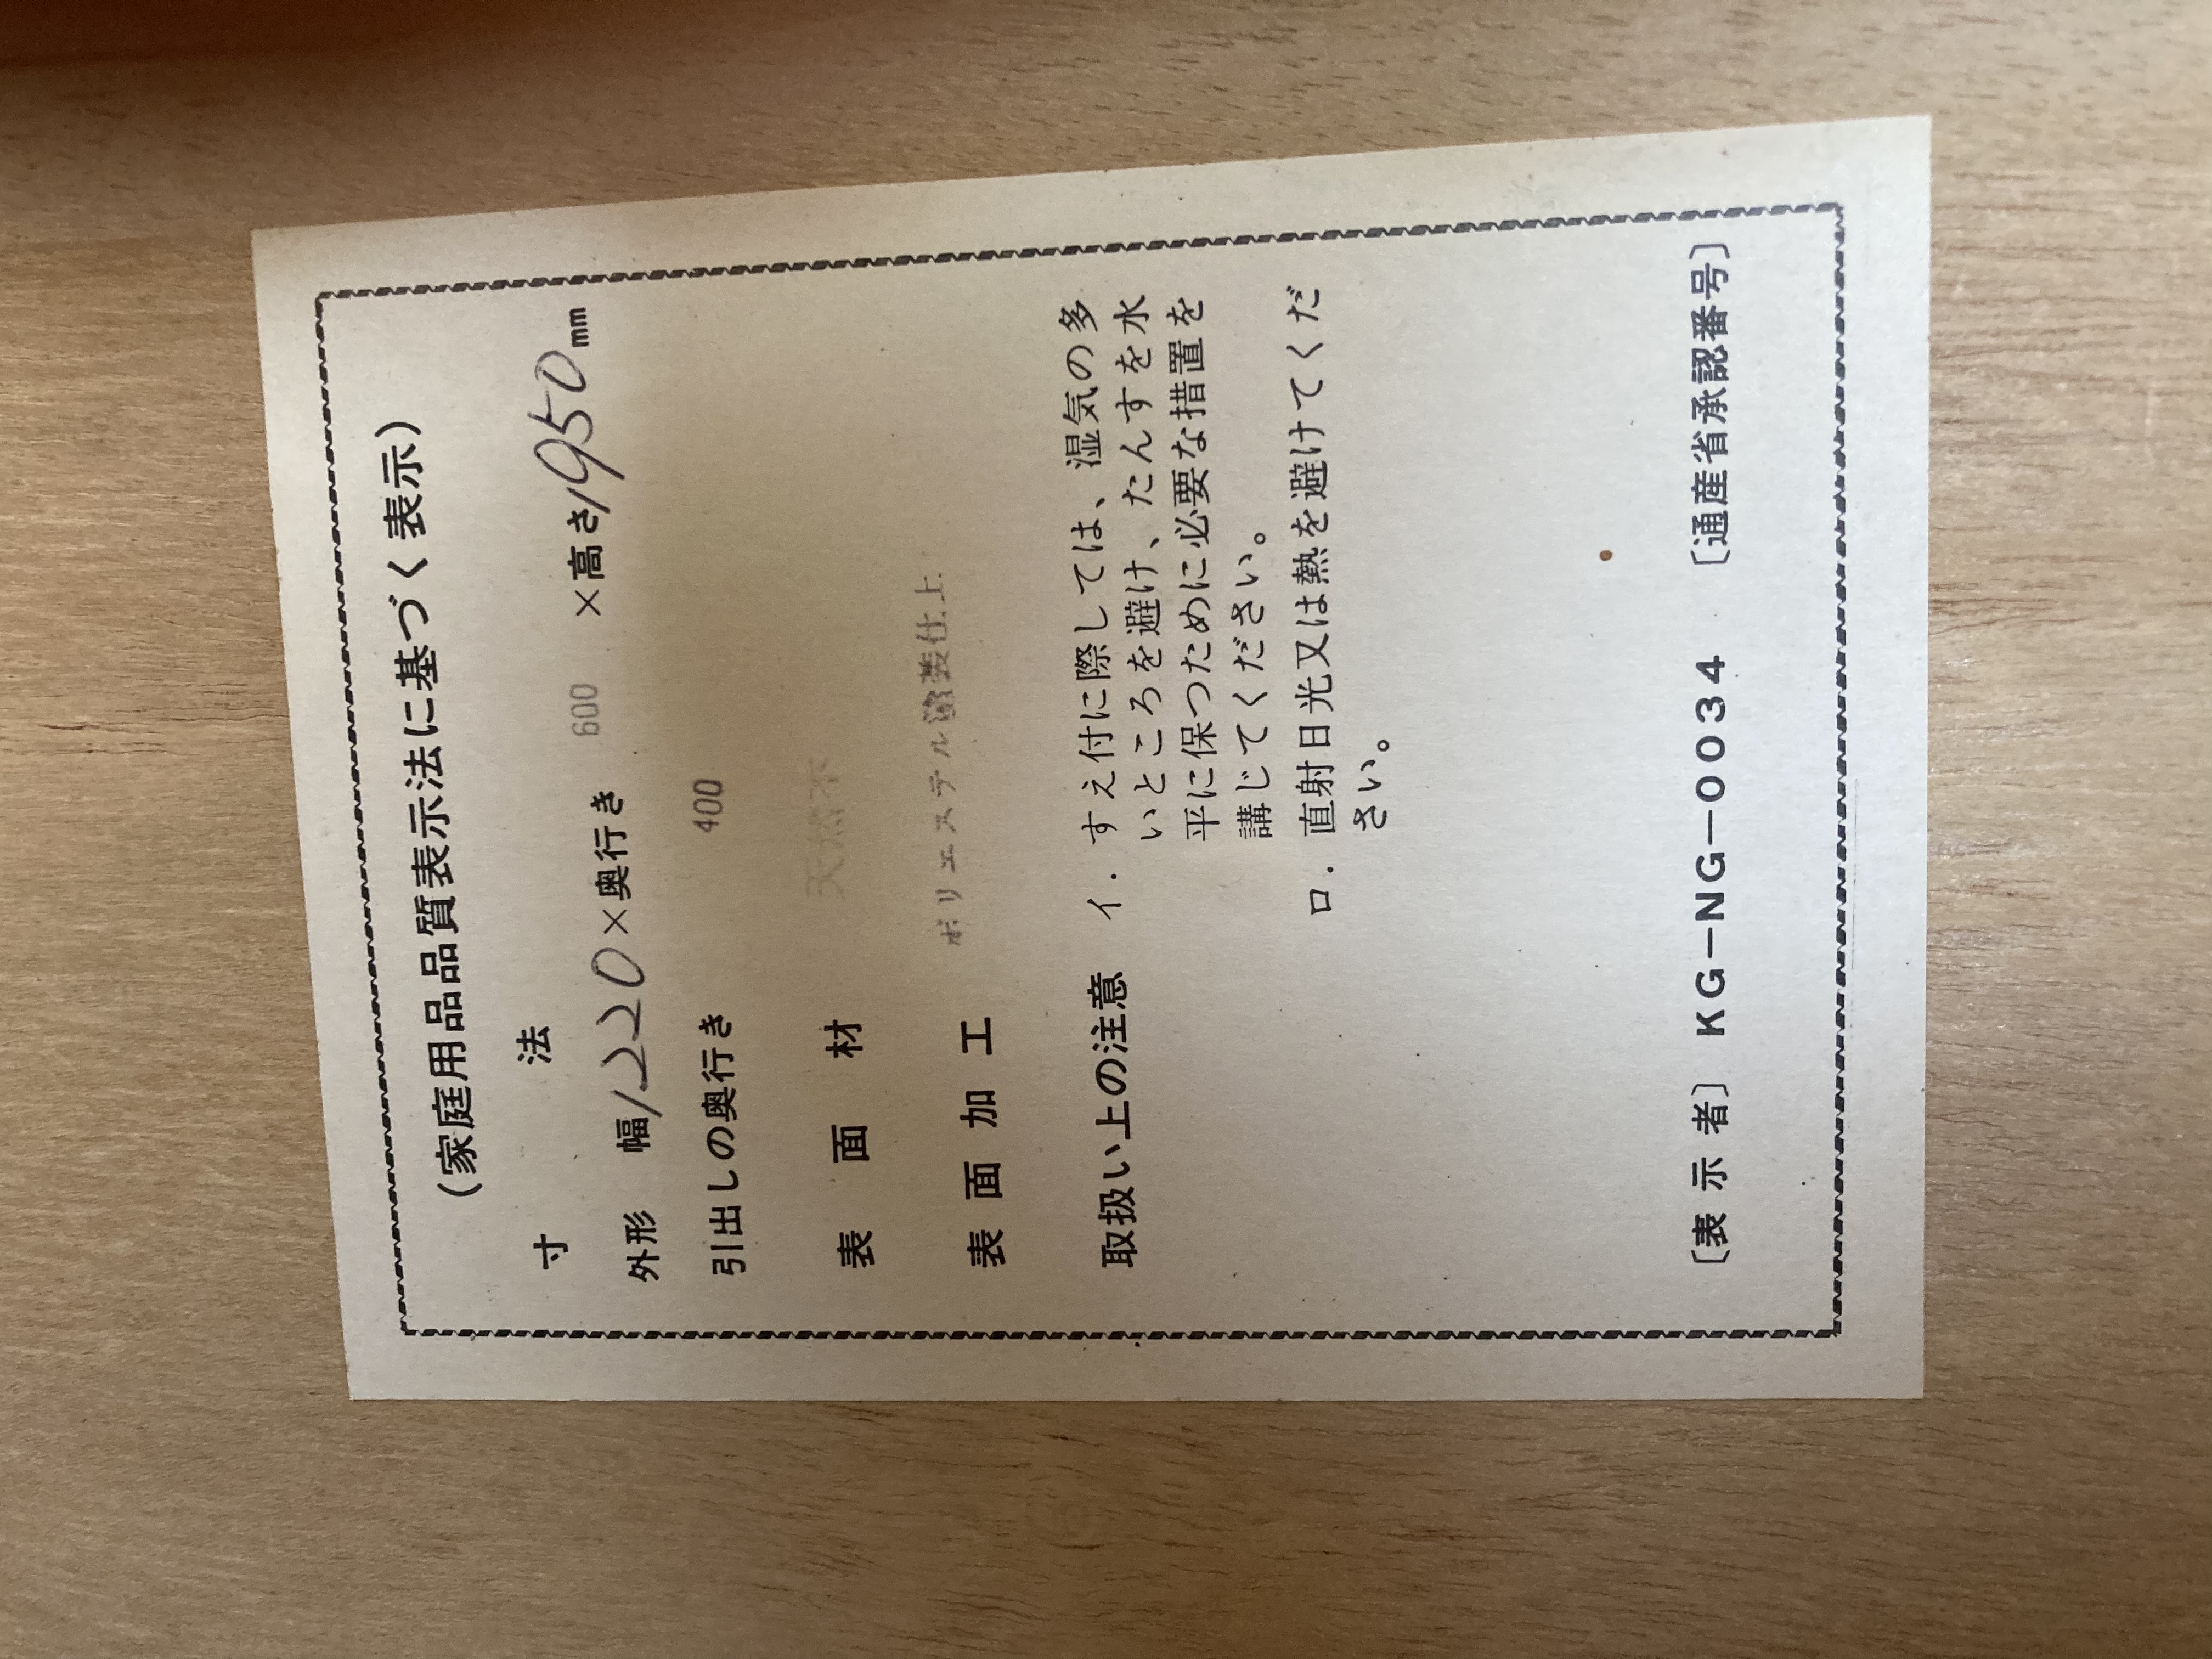 (家庭用品品質表示法に基づく表示)
寸法
外形 幅1220×奥行き 600 ×高さ1950mm
引出しの奥行き 400
表面材 天然木
表面加工 ポリエステル塗装仕上
取扱い上の注意 イ. すえ付に際しては、湿気の多
いところを避け、たんすを水
平に保つために必要な措置を
講じてください。
ロ. 直射日光又は熱を避けてくだ
さい。
〔表示者〕 KG-NG-0034 〔通産省承認番号〕